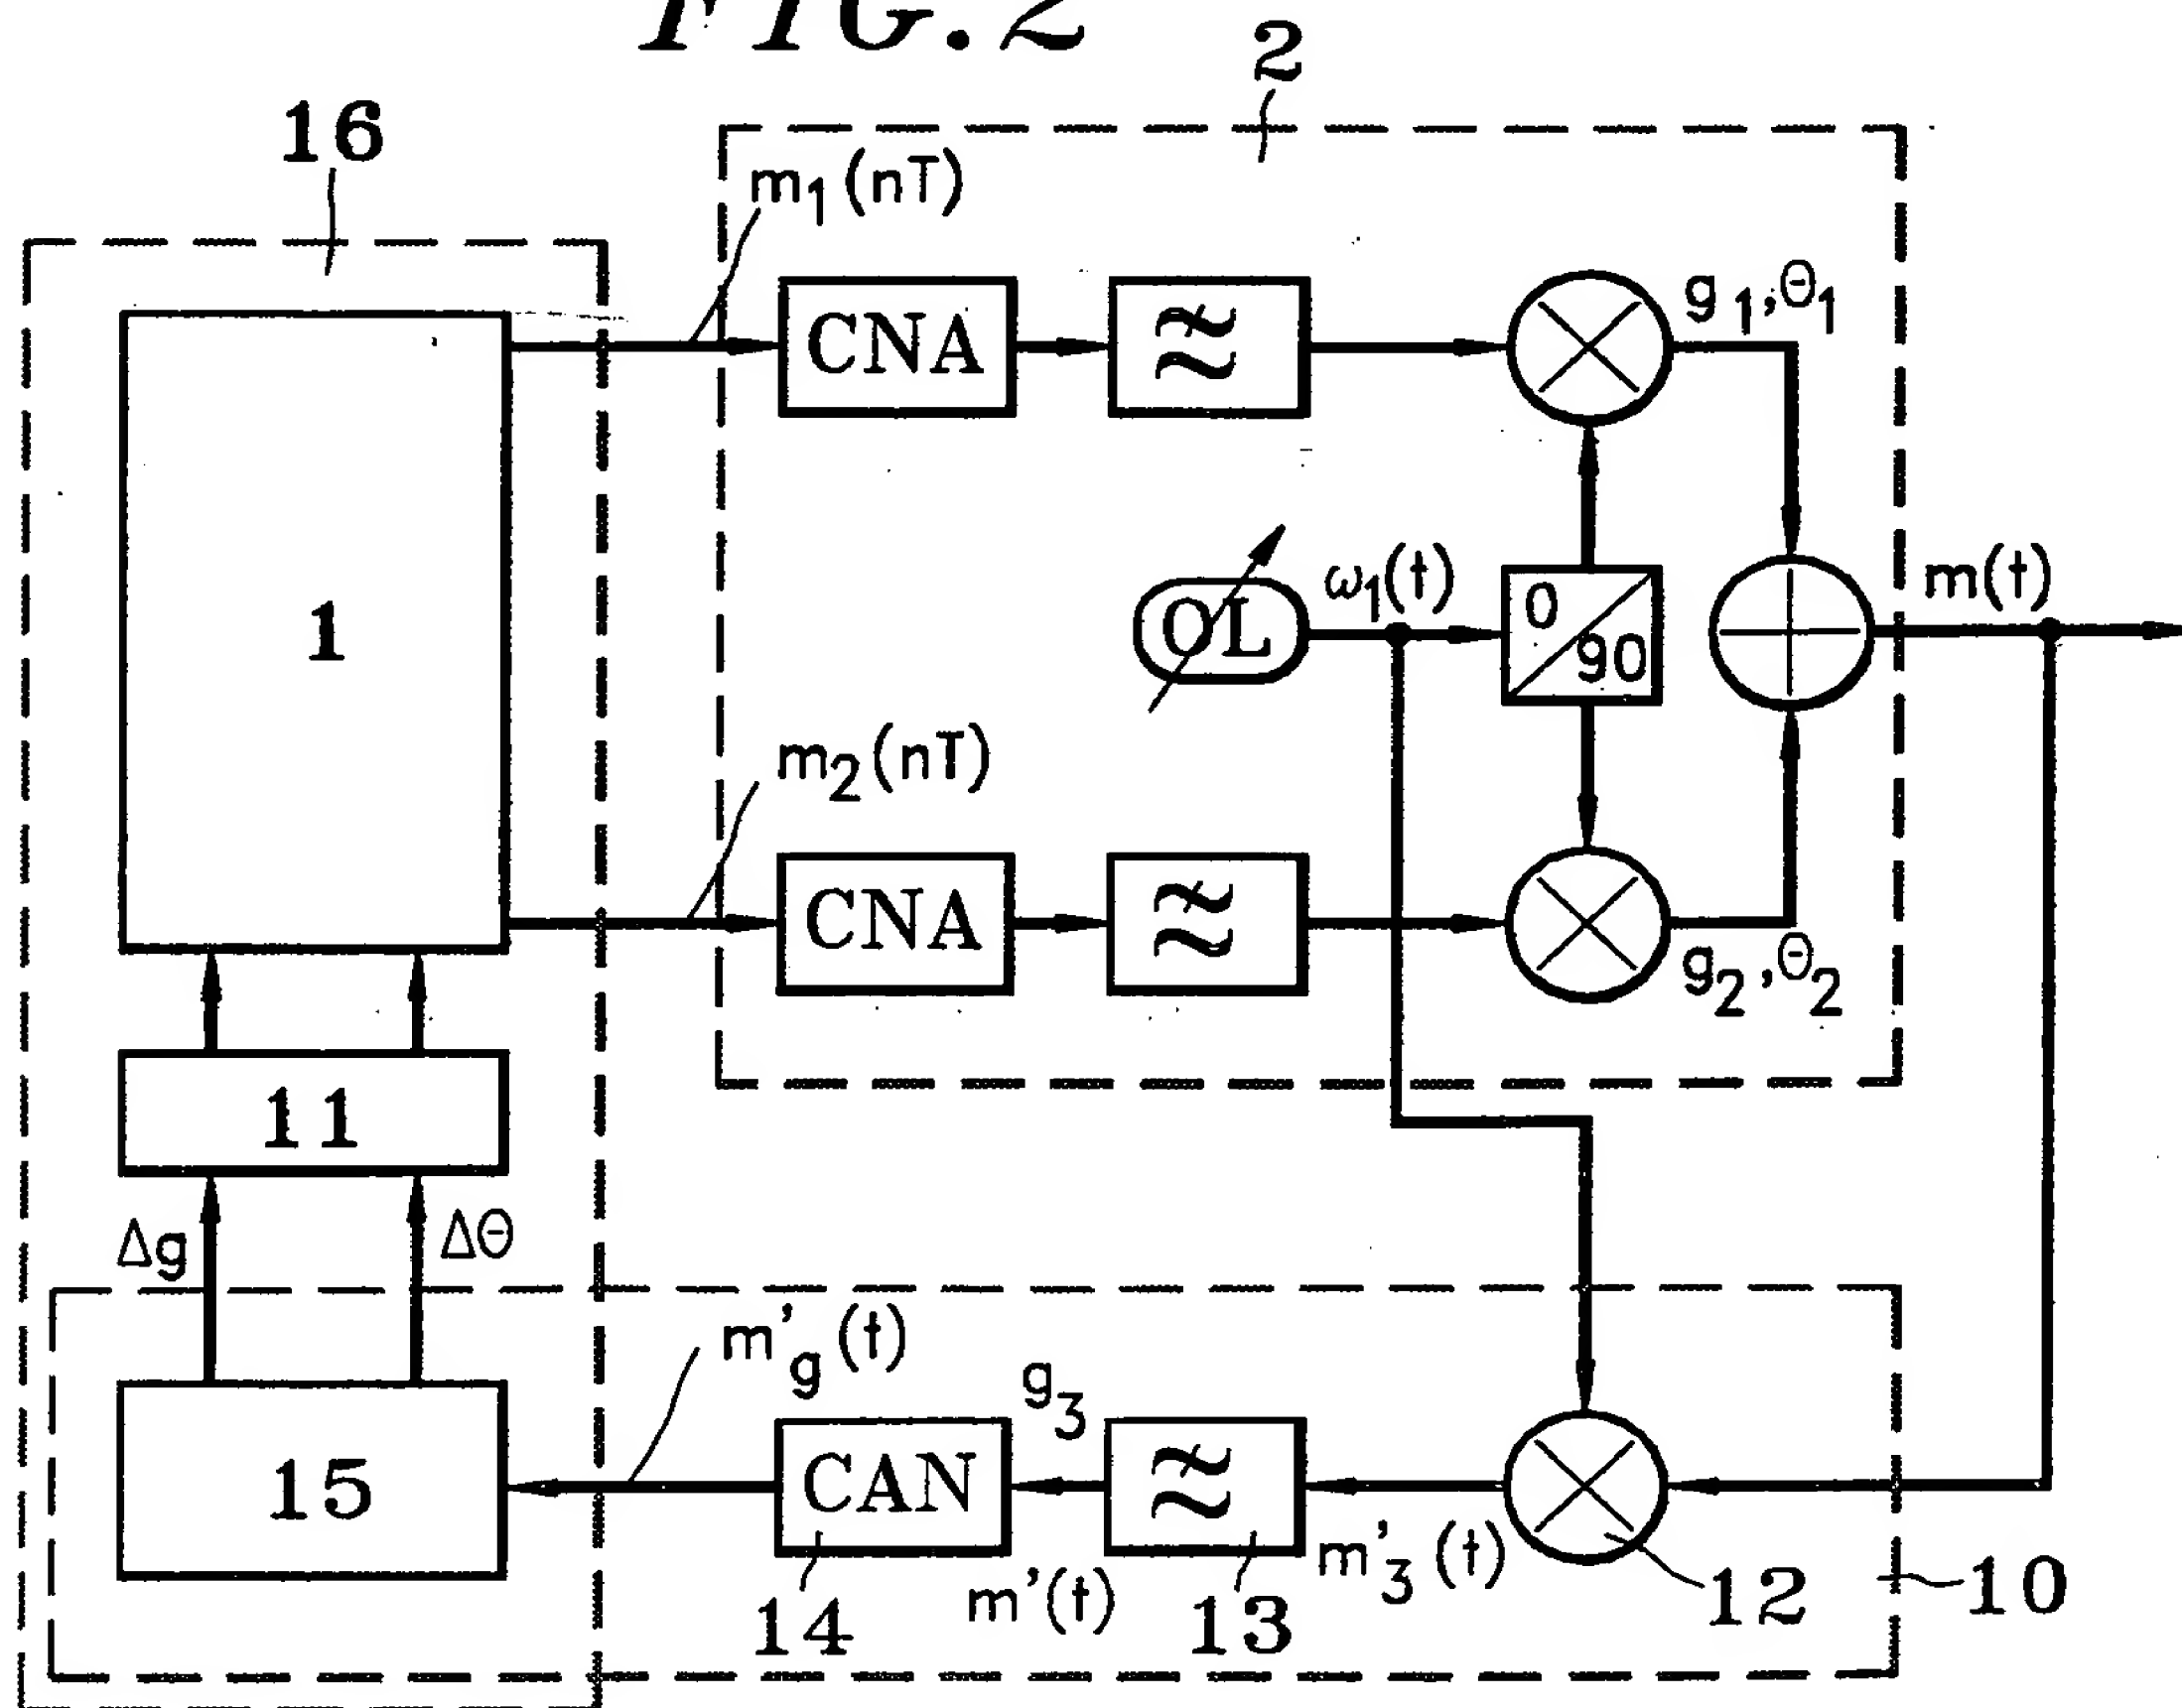 FIG.2
2
16
m₁(nT)
CNA
g₁,Θ₁
1
OL
ω₁(t)
0
90
m(t)
m₂(nT)
CNA
g₂,Θ₂
11
Δg
ΔΘ
m'g(t)
g₃
15
CAN
m'₃(t)
m'(t)
14
13
12
10